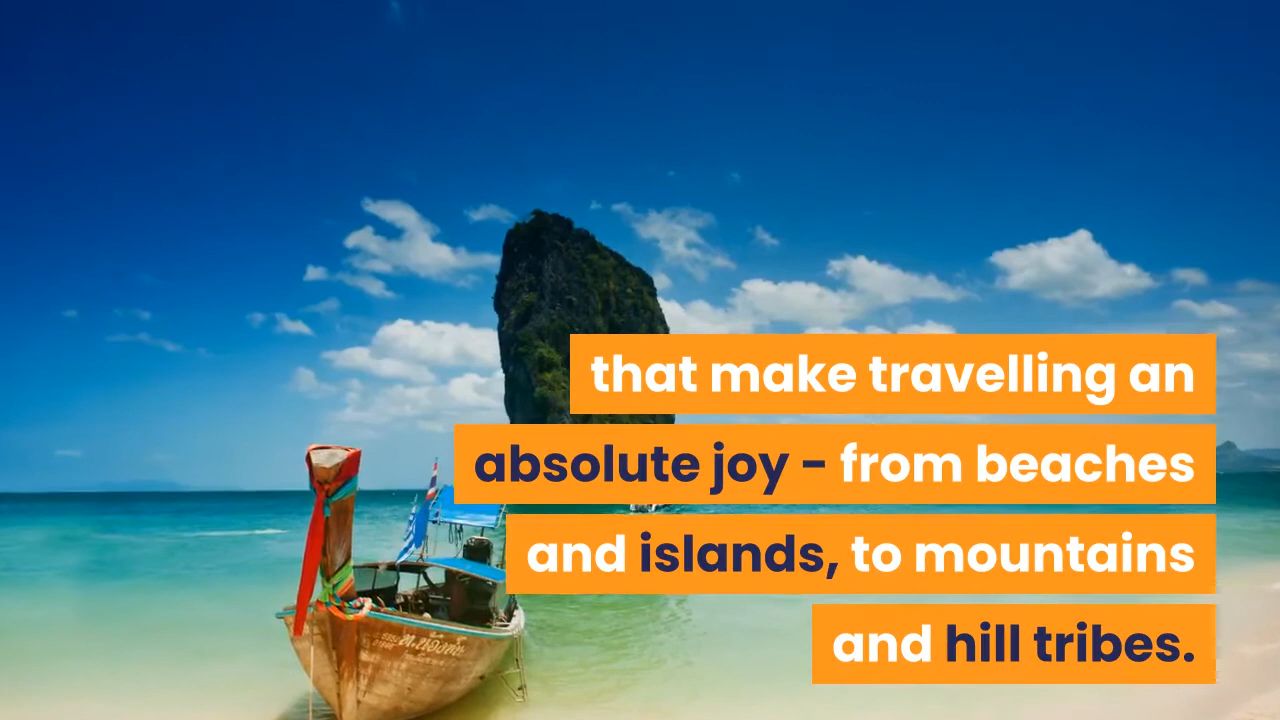 that make travelling an
absolute joy - from beaches
and islands, to mountains
and hill tribes.